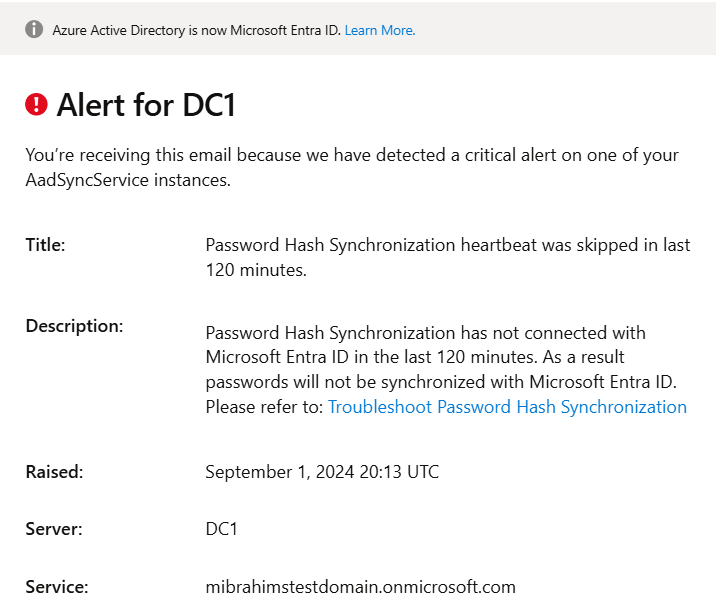 Azure Active Directory is now Microsoft Entra ID. Learn More.
Alert for DC1
You’re receiving this email because we have detected a critical alert on one of your
AadSyncService instances.
Title: Password Hash Synchronization heartbeat was skipped in last
120 minutes.
Description: Password Hash Synchronization has not connected with
Microsoft Entra ID in the last 120 minutes. As a result
passwords will not be synchronized with Microsoft Entra ID.
Please refer to: Troubleshoot Password Hash Synchronization
Raised: September 1, 2024 20:13 UTC
Server: DC1
Service: mibrahimstestdomain.onmicrosoft.com